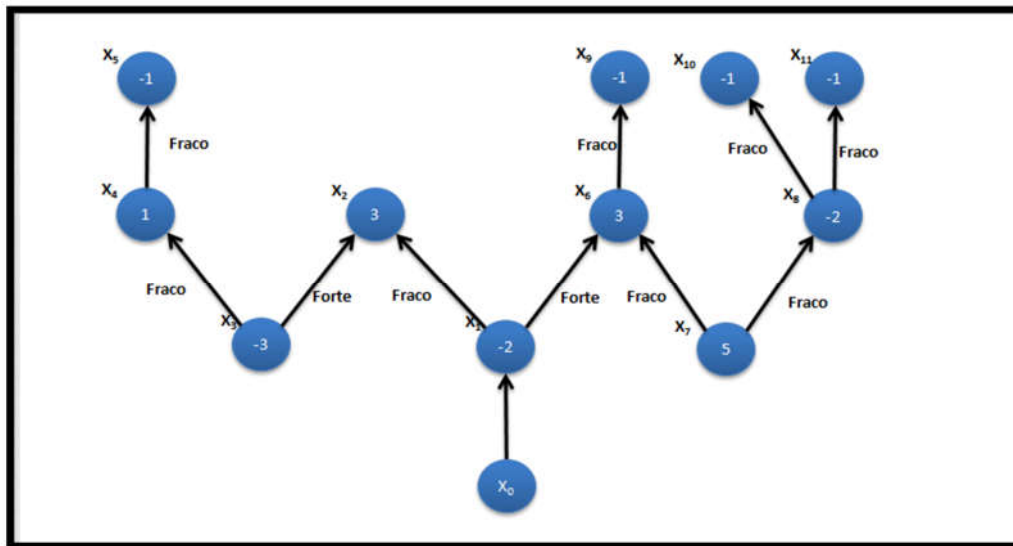 X5 X9 X10 X11
-1 -1 -1 -1
Fraco Fraco Fraco Fraco
X4 X2 X6 X8
1 3 3 -2
Fraco Forte Fraco Forte Fraco Fraco
X3 X1 X7
-3 -2 5
X0